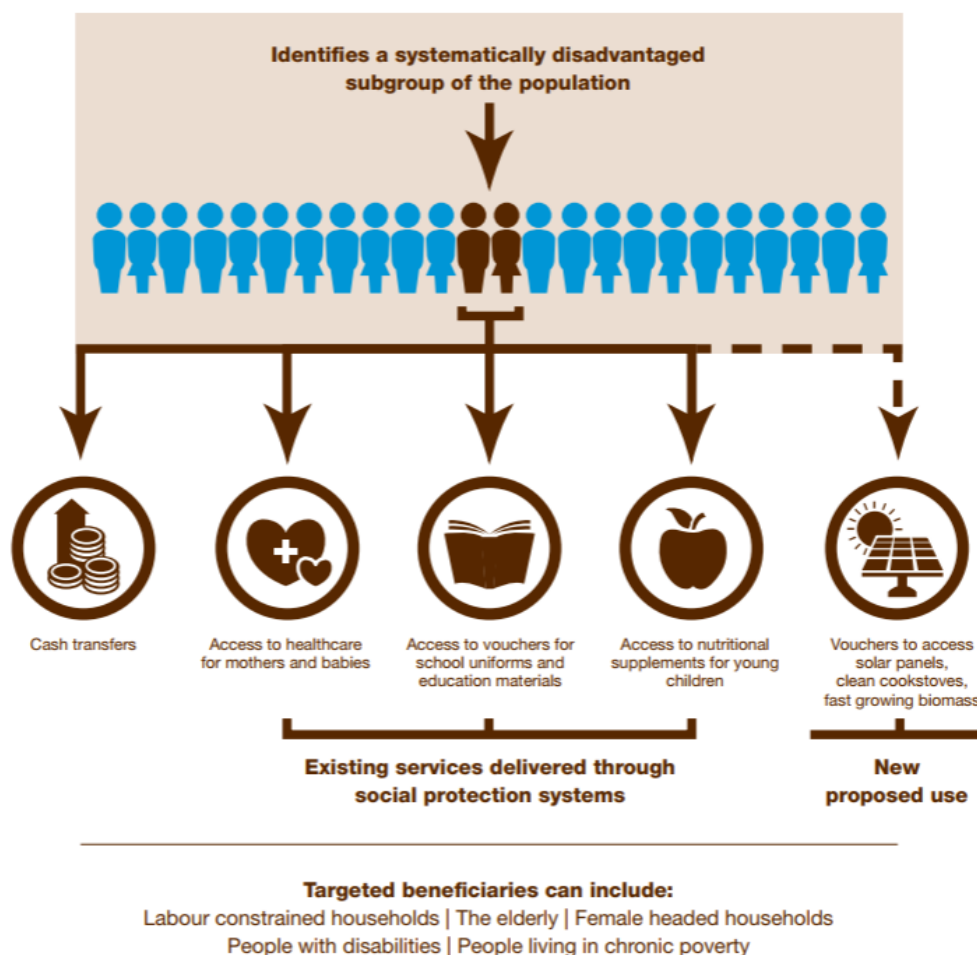 Identifies a systematically disadvantaged
subgroup of the population
Cash transfers
Access to healthcare
for mothers and babies
Access to vouchers for
school uniforms and
education materials
Access to nutritional
supplements for young
children
Vouchers to access
solar panels,
clean cookstoves,
fast growing biomass
Existing services delivered through
social protection systems
New
proposed use
Targeted beneficiaries can include:
Labour constrained households | The elderly | Female headed households
People with disabilities | People living in chronic poverty